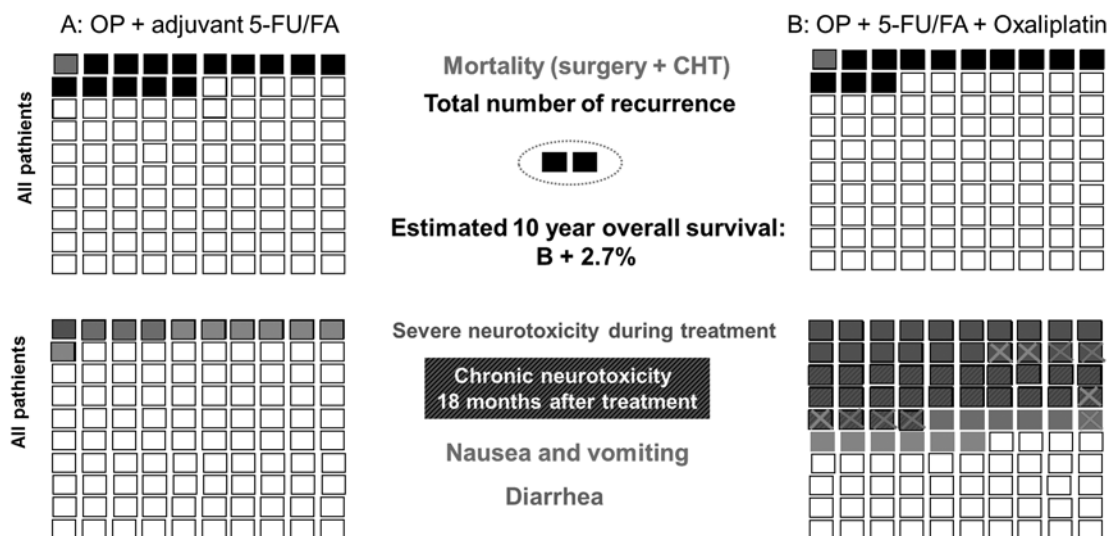 A: OP + adjuvant 5-FU/FA
B: OP + 5-FU/FA + Oxaliplatin
All pathients
Mortality (surgery + CHT)
Total number of recurrence
Estimated 10 year overall survival:
B + 2.7%
All pathients
Severe neurotoxicity during treatment
Chronic neurotoxicity
18 months after treatment
Nausea and vomiting
Diarrhea